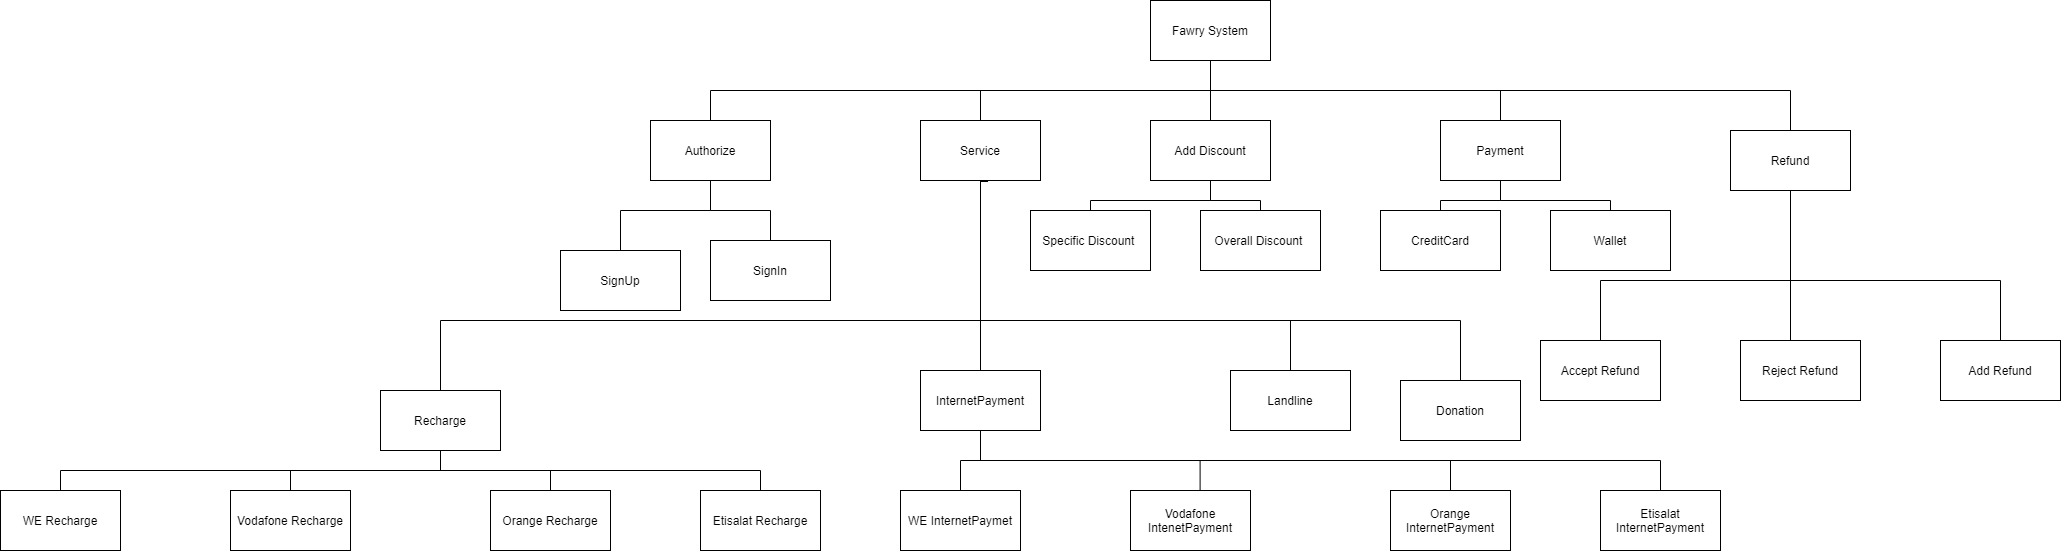 Fawry System
Authorize
Service
Add Discount
Payment
Refund
Specific Discount
Overall Discount
CreditCard
Wallet
SignUp
SignIn
Accept Refund
Reject Refund
Add Refund
Recharge
InternetPayment
Landline
Donation
WE Recharge
Vodafone Recharge
Orange Recharge
Etisalat Recharge
WE InternetPaymet
Vodafone
IntenetPayment
Orange
InternetPayment
Etisalat
InternetPayment